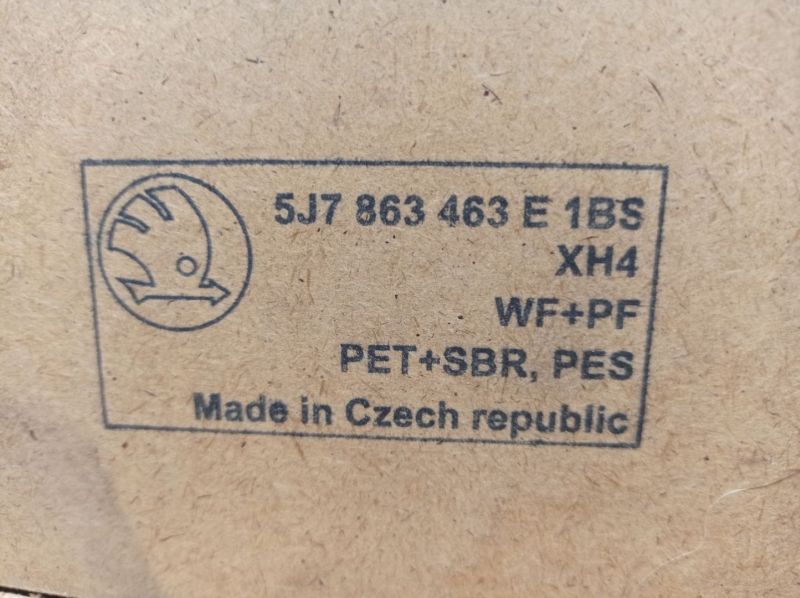 5J7 863 463 E 1BS
XH4
WF+PF
PET+SBR, PES
Made in Czech republic